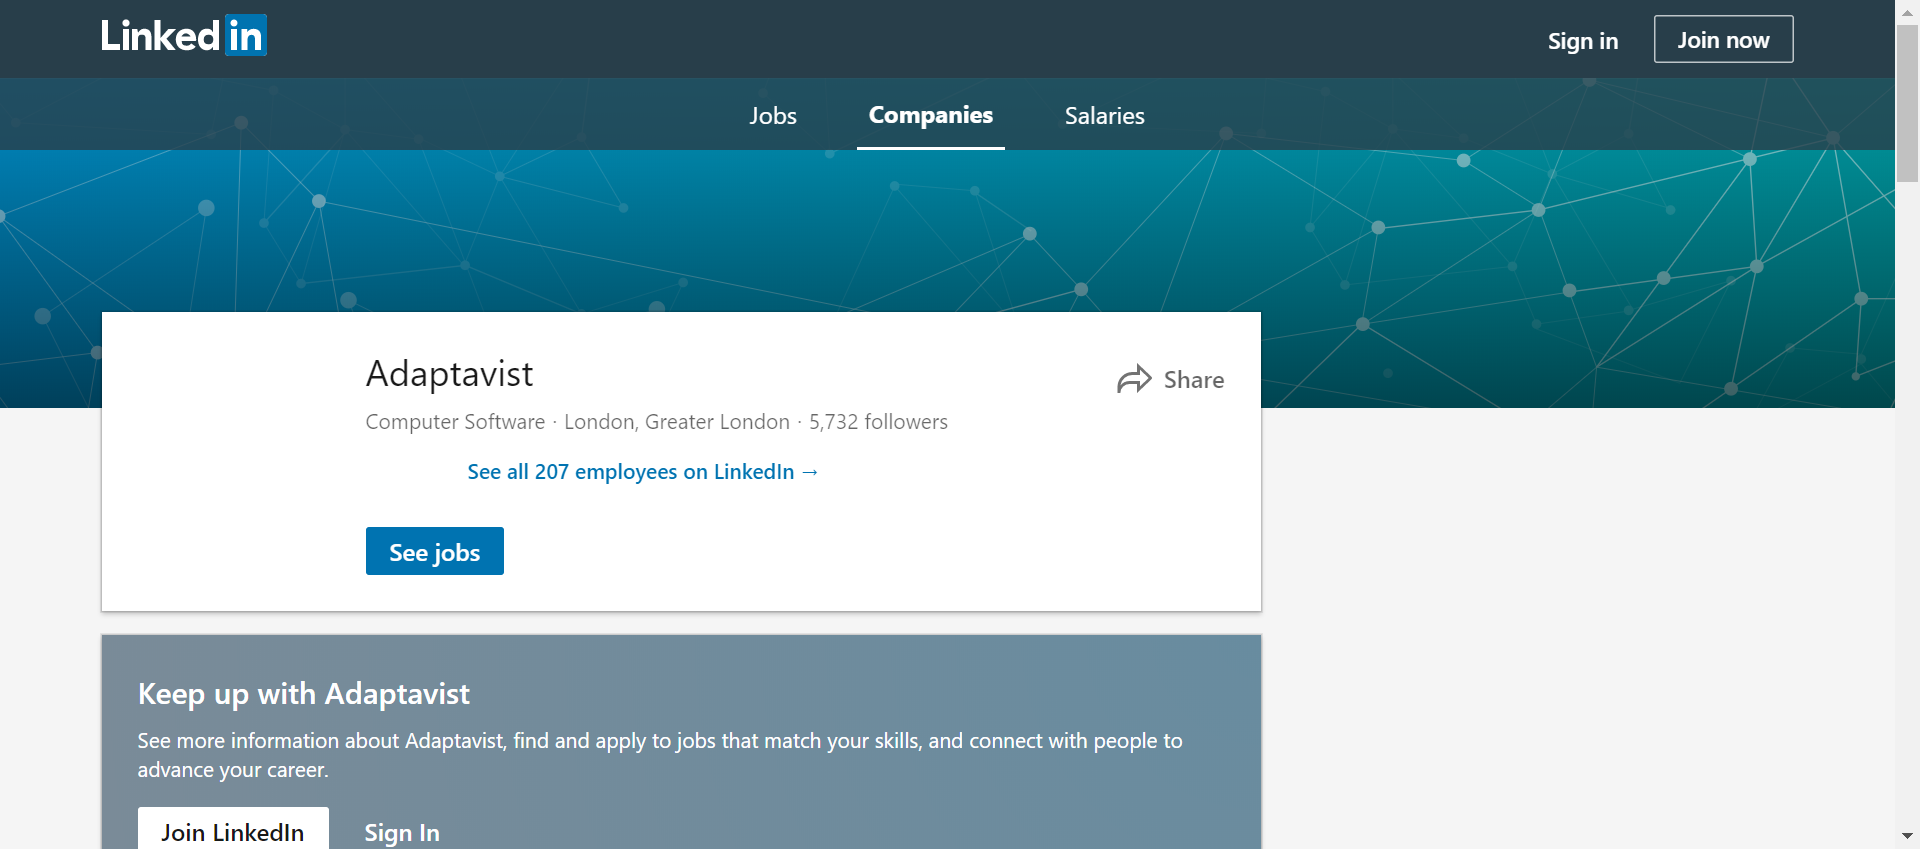 Linked in
Sign in
Join now
Jobs
Companies
Salaries
Adaptavist
Share
Computer Software · London, Greater London · 5,732 followers
See all 207 employees on LinkedIn →
See jobs
Keep up with Adaptavist
See more information about Adaptavist, find and apply to jobs that match your skills, and connect with people to
advance your career.
Join LinkedIn
Sign In